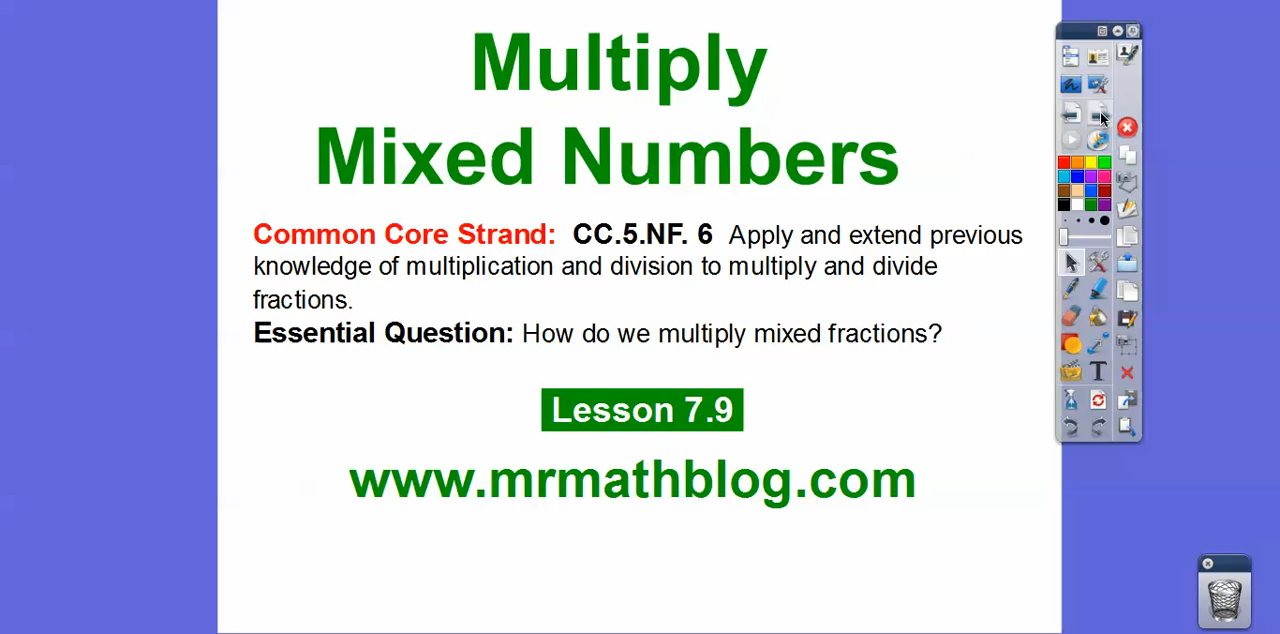 Multiply
Mixed Numbers
Common Core Strand: CC.5.NF. 6 Apply and extend previous
knowledge of multiplication and division to multiply and divide
fractions.
Essential Question: How do we multiply mixed fractions?
Lesson 7.9
www.mrmathblog.com
T